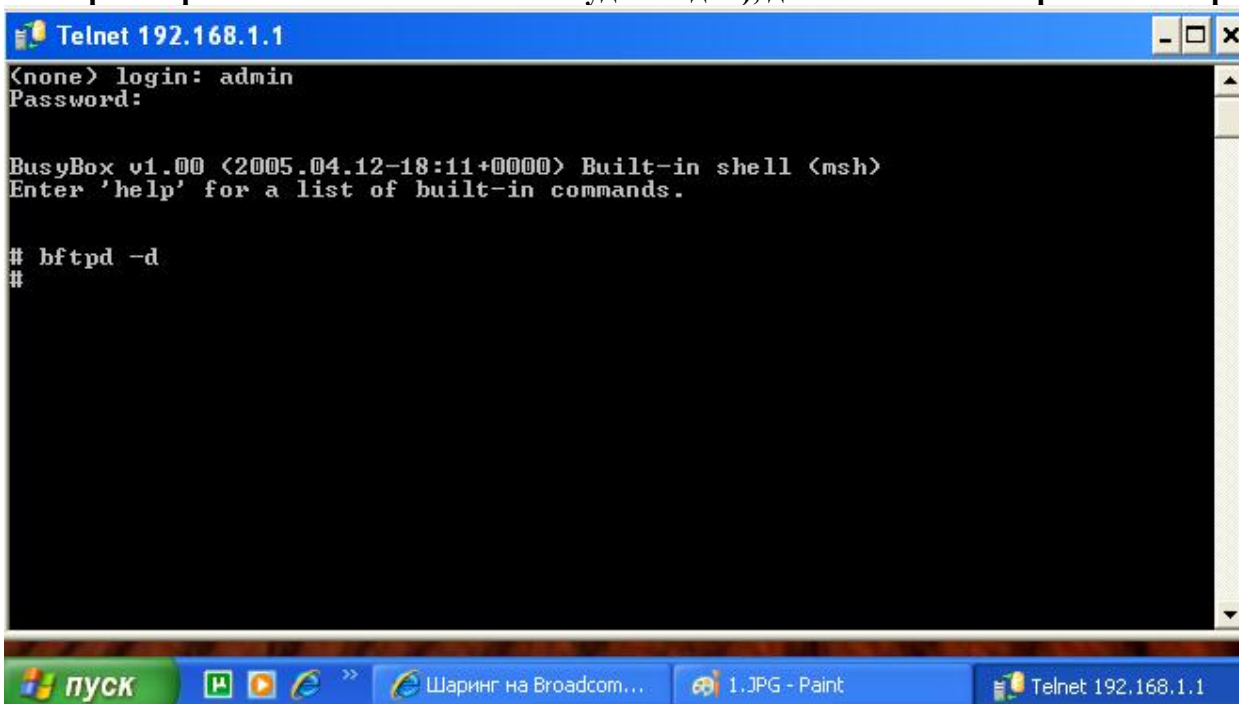 Telnet 192.168.1.1
(none) login: admin
Password:
BusyBox v1.00 (2005.04.12-18:11+0000) Built-in shell (msh)
Enter 'help' for a list of built-in commands.
# bftpd -d
#
пуск
»
Шаринг на Broadcom...
1.JPG - Paint
Telnet 192.168.1.1